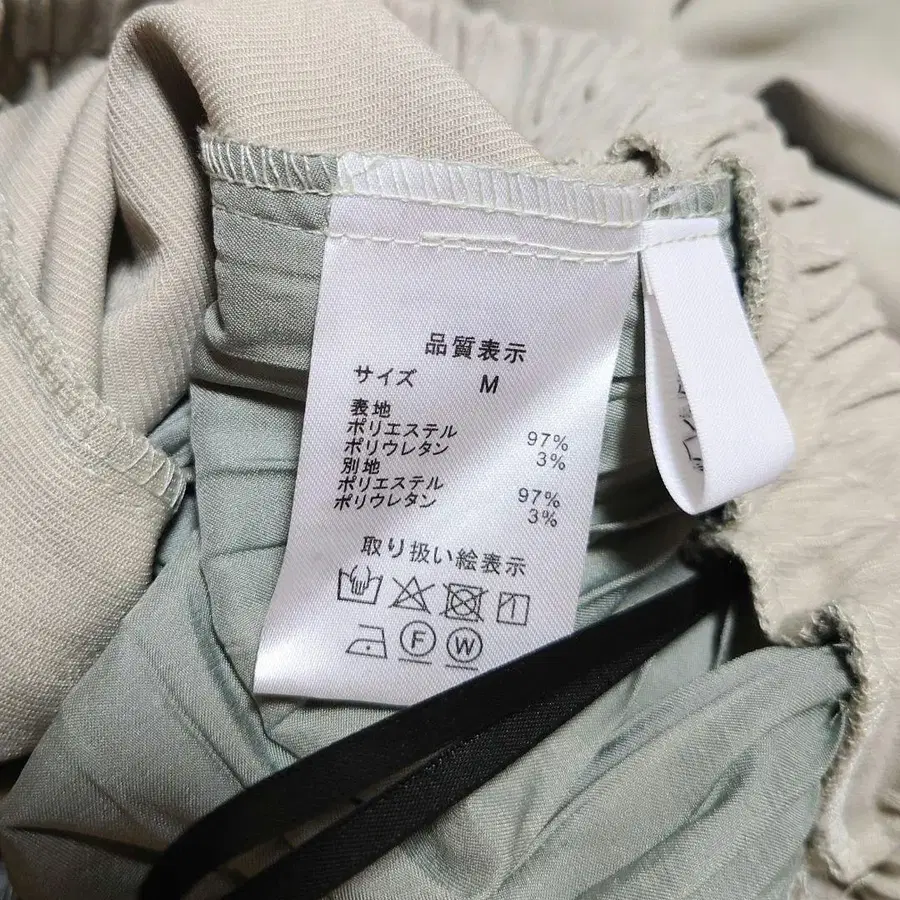 品質表示
サイズ M
表地
ポリエステル 97%
ポリウレタン 3%
別地
ポリエステル 97%
ポリウレタン 3%
取り扱い絵表示
F W